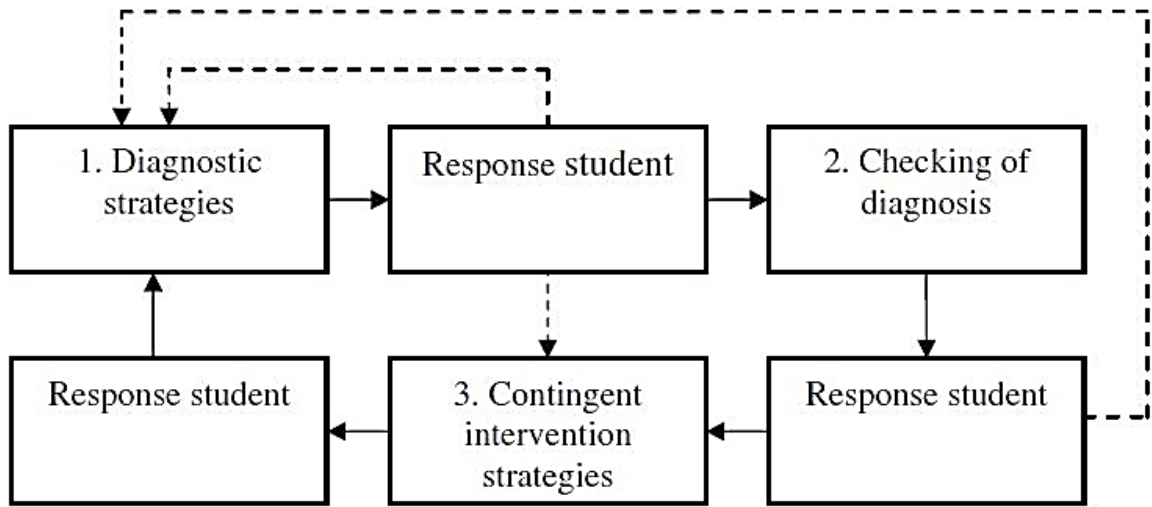 1. Diagnostic
strategies
Response student
2. Checking of
diagnosis
Response student
3. Contingent
intervention
strategies
Response student